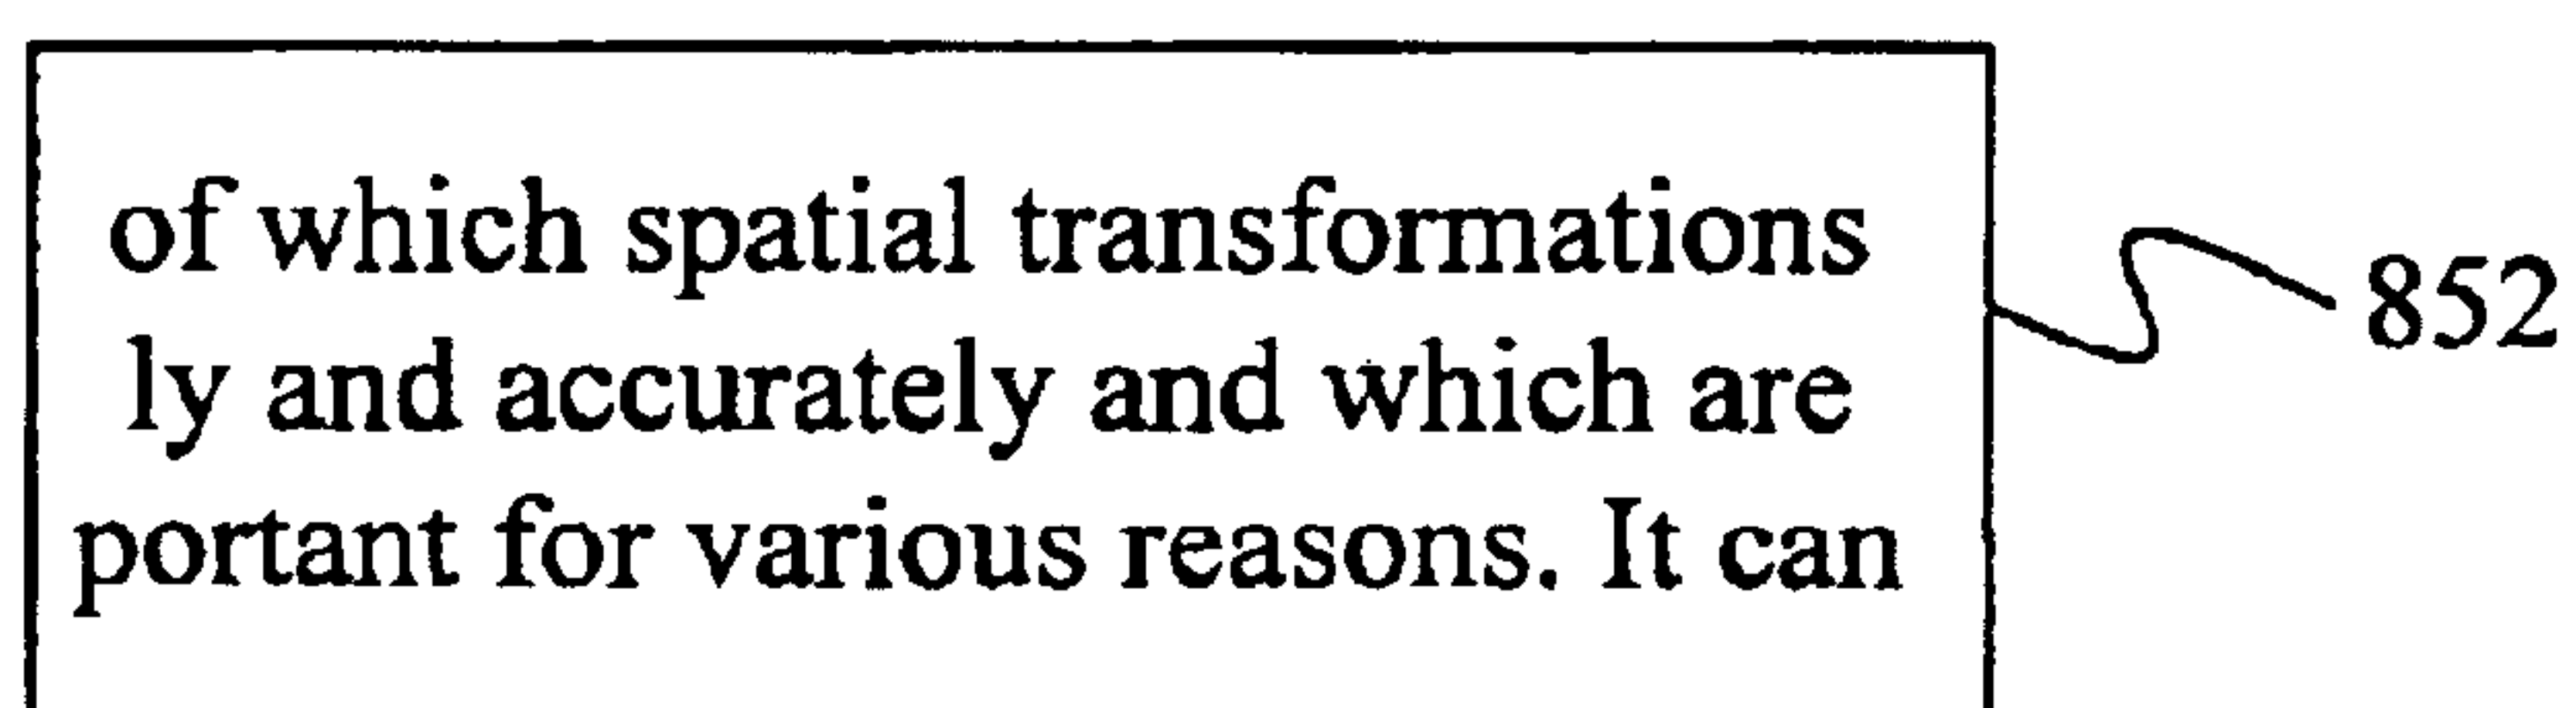 of which spatial transformations
ly and accurately and which are
portant for various reasons. It can
852